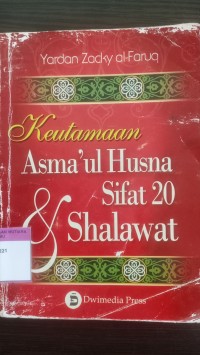 Yardan Zacky al-Faruq
Keutamaan
Asma'ul Husna
Sifat 20
& Shalawat
Dwimedia Press